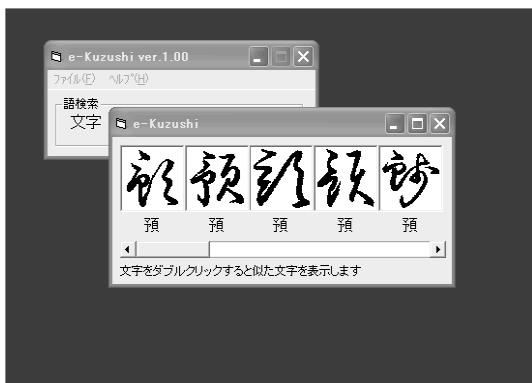 e-Kuzushi ver.1.00
ファイル(F) ヘルプ(H)
語検索
文字
e-Kuzushi
預 預 預 預 預
文字をダブルクリックすると似た文字を表示します